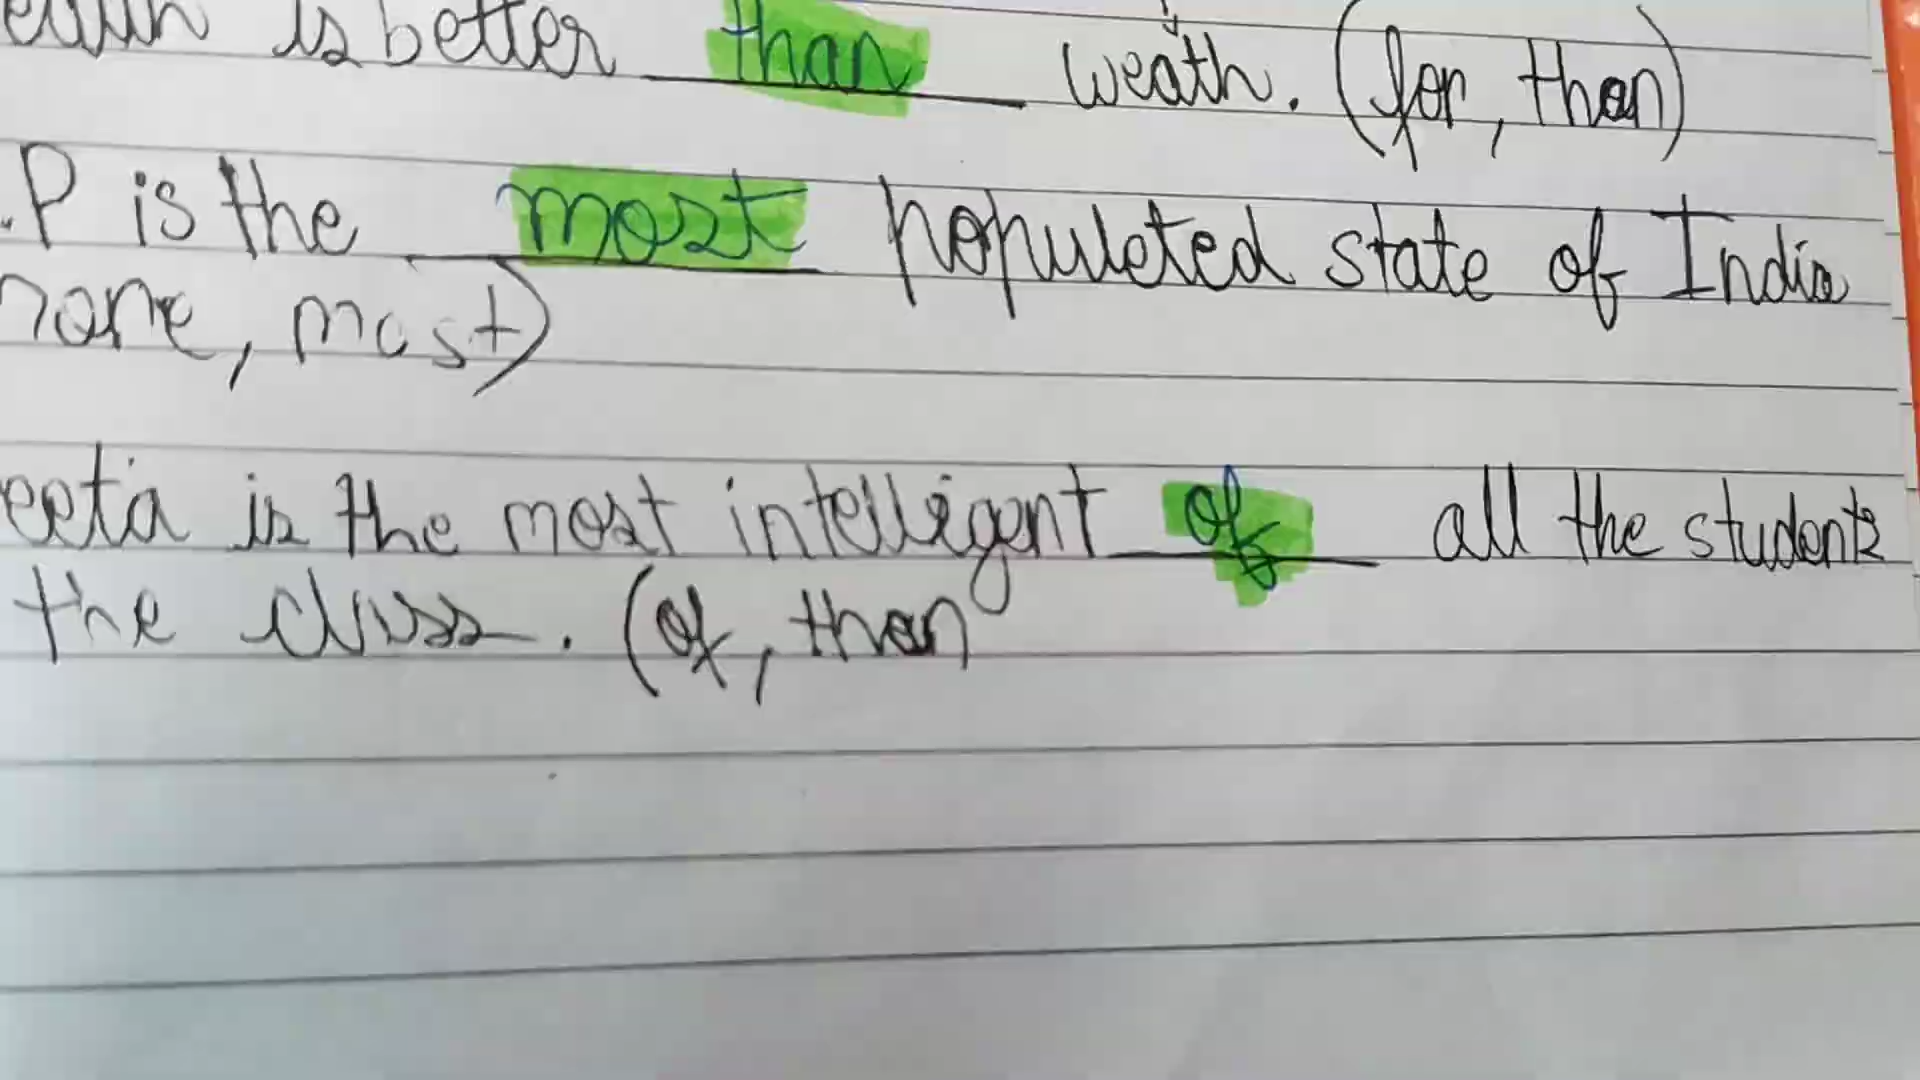 is better than weath. (for, than)
.P is the most populeted state of India
more, most)
eeta is the most intelligent of all the students
the class. (of, than